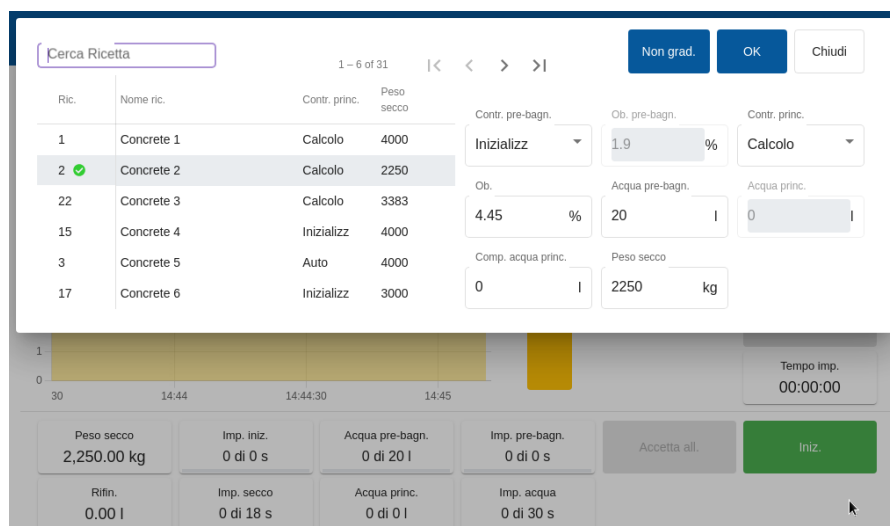 Cerca Ricetta
1 – 6 of 31
Non grad.
OK
Chiudi
Ric. Nome ric. Contr. princ. Peso secco
1 Concrete 1 Calcolo 4000
2 Concrete 2 Calcolo 2250
22 Concrete 3 Calcolo 3383
15 Concrete 4 Inizializz 4000
3 Concrete 5 Auto 4000
17 Concrete 6 Inizializz 3000
Contr. pre-bagn. Ob. pre-bagn. Contr. princ.
Inizializz 1.9 % Calcolo
Ob. Acqua pre-bagn. Acqua princ.
4.45 % 20 l 0 l
Comp. acqua princ. Peso secco
0 l 2250 kg
1
0
30 14:44 14:44:30 14:45
Tempo imp.
00:00:00
Peso secco Imp. iniz. Acqua pre-bagn. Imp. pre-bagn.
2,250.00 kg 0 di 0 s 0 di 20 l 0 di 0 s
Accetta all. Iniz.
Rifin. Imp. secco Acqua princ. Imp. acqua
0.00 l 0 di 18 s 0 di 0 l 0 di 30 s